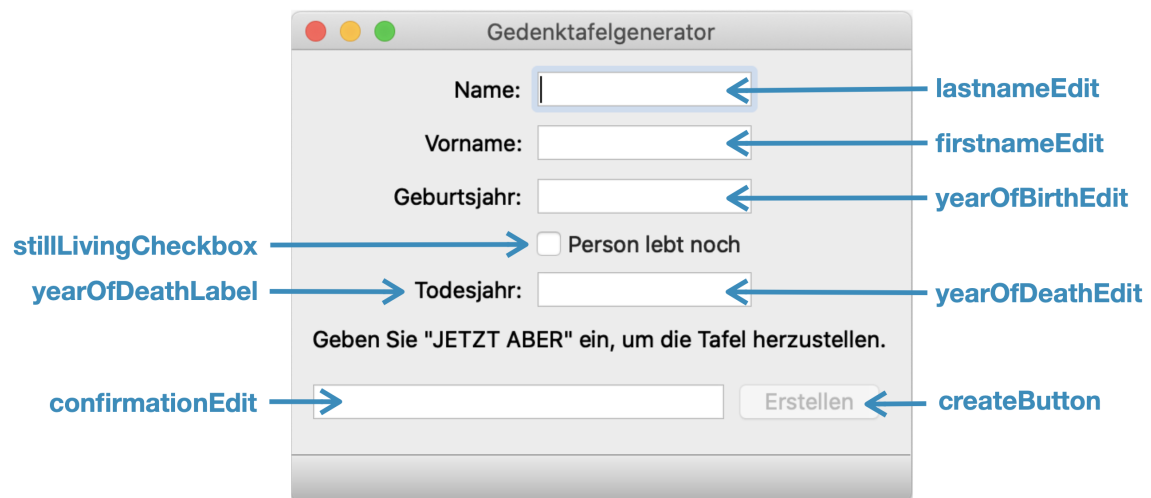 Gedenktafelgenerator
Name: lastnameEdit
Vorname: firstnameEdit
Geburtsjahr: yearOfBirthEdit
stillLivingCheckbox Person lebt noch
yearOfDeathLabel Todesjahr: yearOfDeathEdit
Geben Sie "JETZT ABER" ein, um die Tafel herzustellen.
confirmationEdit Erstellen createButton